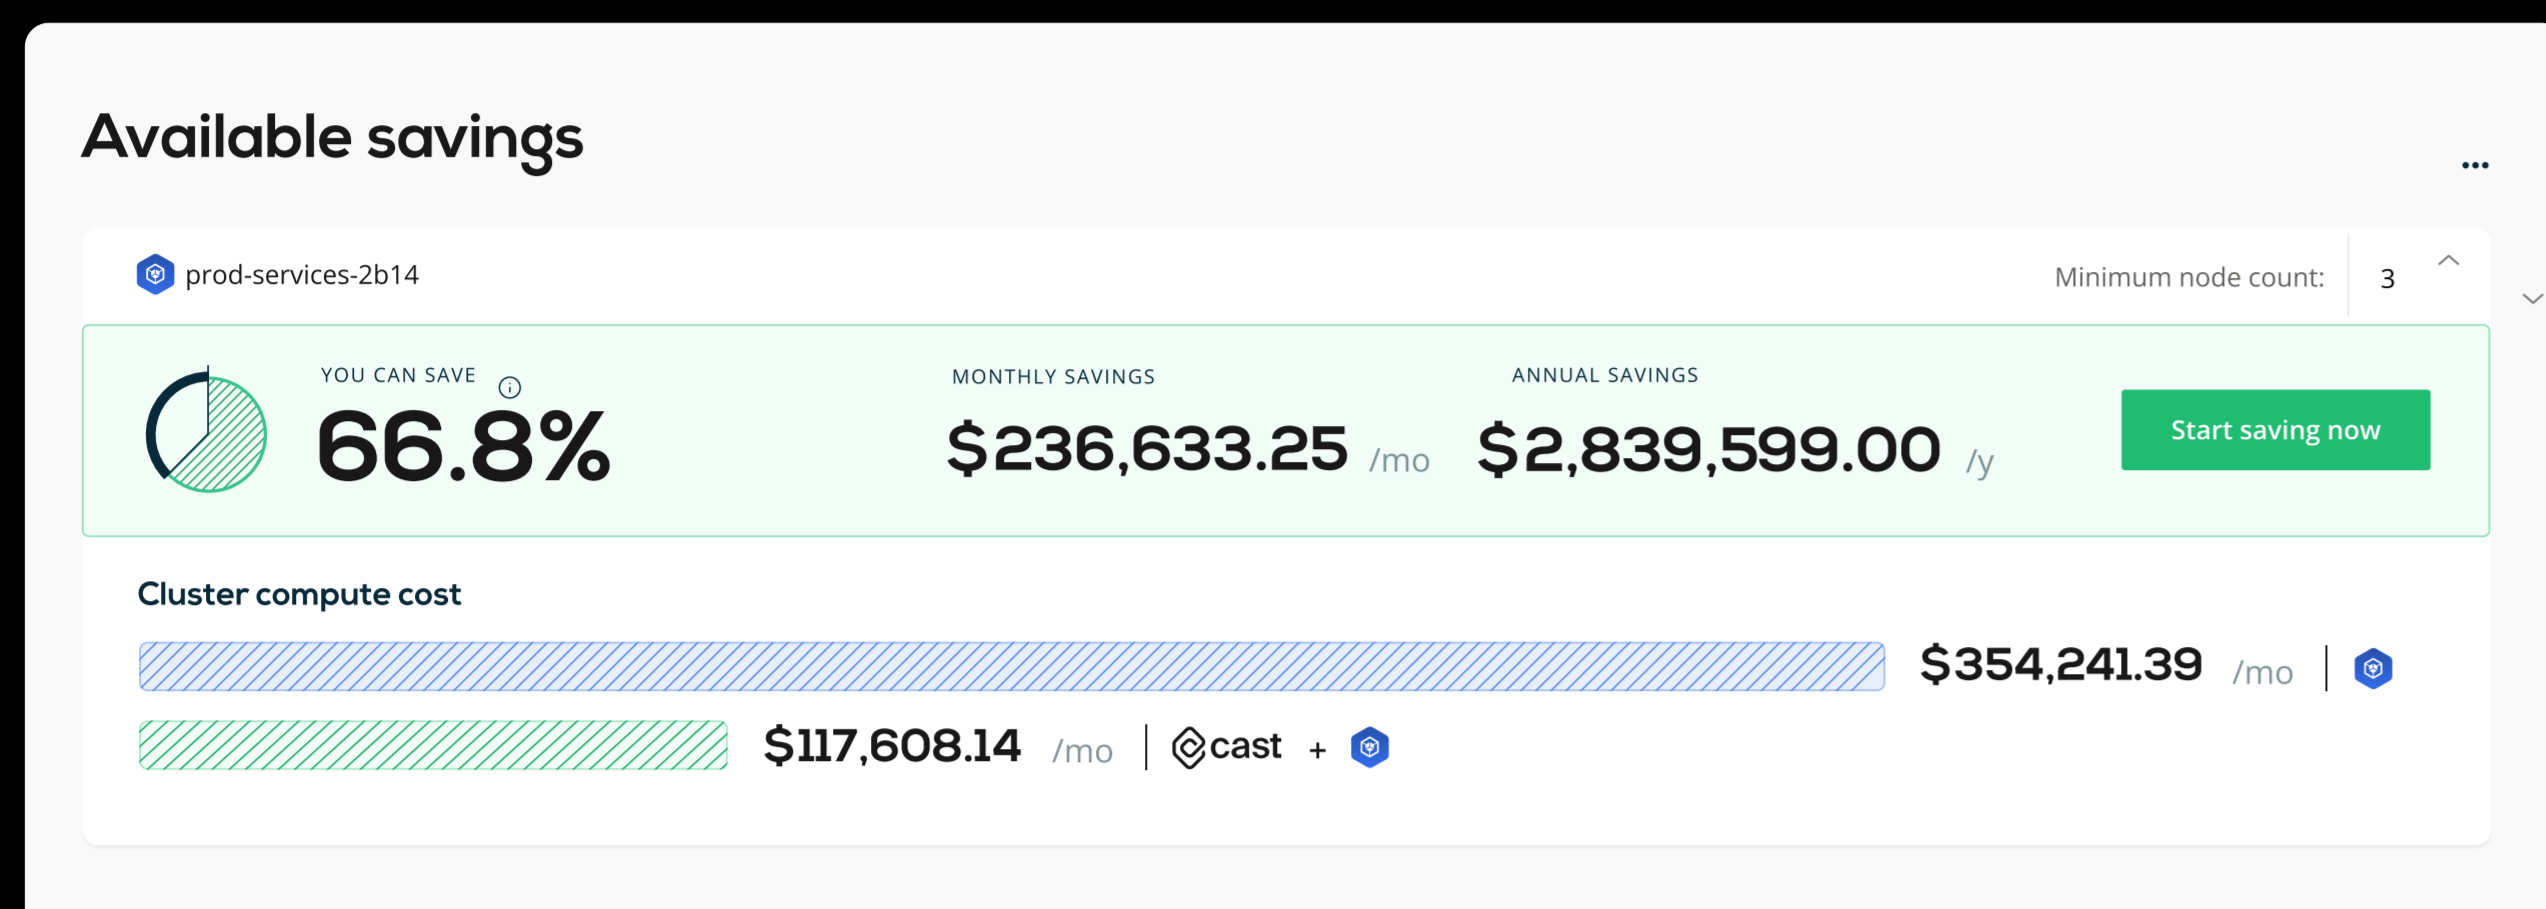 Available savings
prod-services-2b14
Minimum node count: 3
YOU CAN SAVE
66.8%
MONTHLY SAVINGS
$236,633.25 /mo
ANNUAL SAVINGS
$2,839,599.00 /y
Start saving now
Cluster compute cost
$354,241.39 /mo
$117,608.14 /mo | cast +